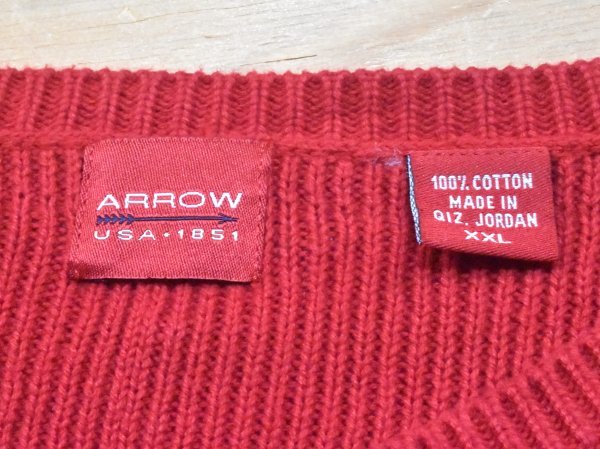 ARROW
USA • 1851
100% COTTON
MADE IN
QIZ, JORDAN
XXL